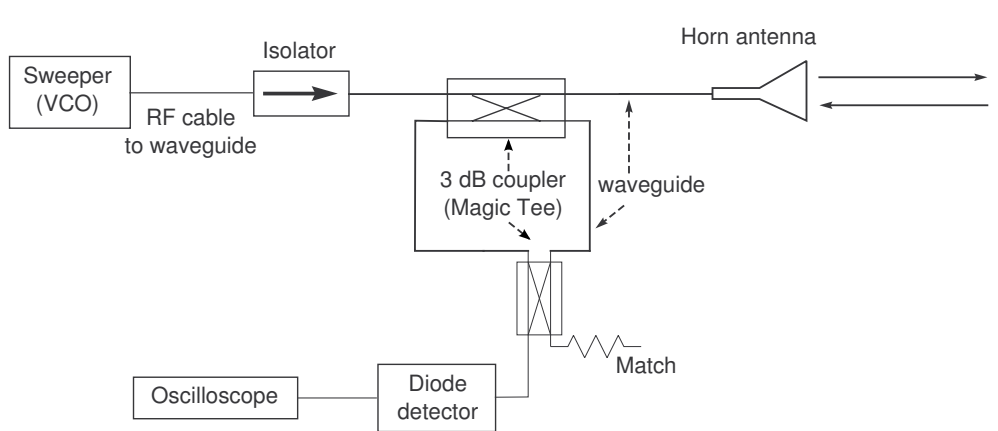 Horn antenna
Isolator
Sweeper
(VCO)
RF cable
to waveguide
3 dB coupler
(Magic Tee)
waveguide
Match
Oscilloscope
Diode
detector